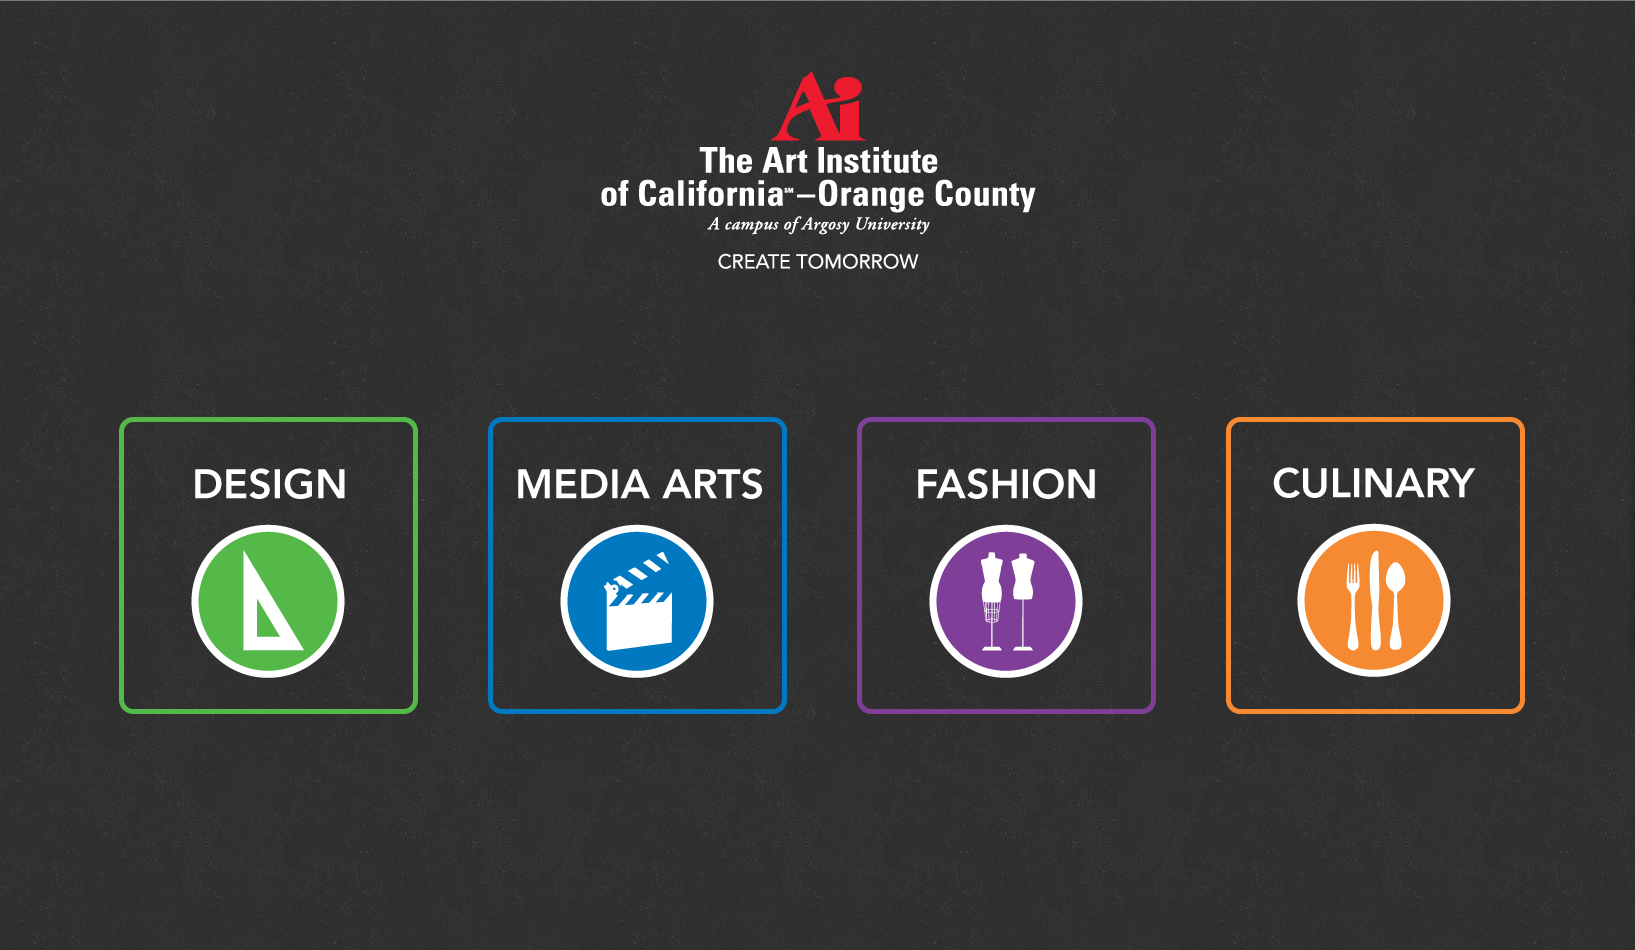 Ai
The Art Institute
of California℠–Orange County
A campus of Argosy University
CREATE TOMORROW
DESIGN
MEDIA ARTS
FASHION
CULINARY